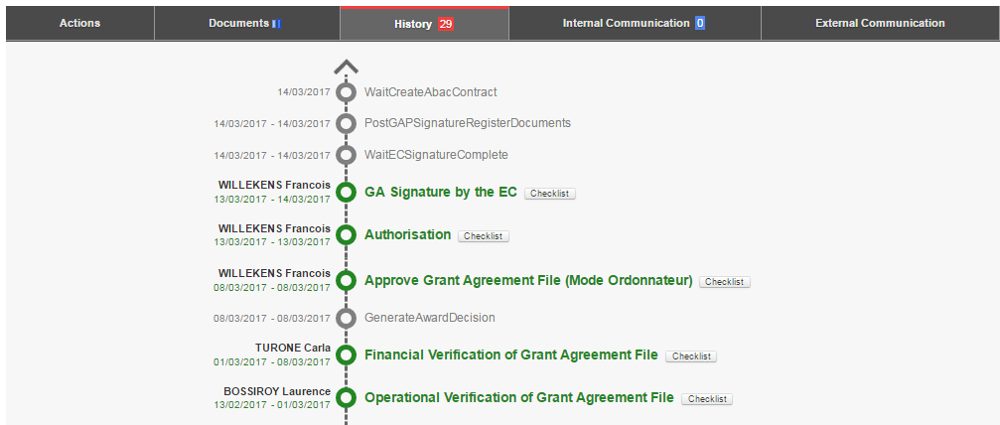 Actions Documents History 29 Internal Communication 0 External Communication
14/03/2017 WaitCreateAbacContract
14/03/2017 - 14/03/2017 PostGAPSignatureRegisterDocuments
14/03/2017 - 14/03/2017 WaitECSignatureComplete
WILLEKENS Francois
13/03/2017 - 14/03/2017 GA Signature by the EC Checklist
WILLEKENS Francois
13/03/2017 - 13/03/2017 Authorisation Checklist
WILLEKENS Francois
08/03/2017 - 08/03/2017 Approve Grant Agreement File (Mode Ordonnateur) Checklist
08/03/2017 - 08/03/2017 GenerateAwardDecision
TURONE Carla
01/03/2017 - 08/03/2017 Financial Verification of Grant Agreement File Checklist
BOSSIROY Laurence
13/02/2017 - 01/03/2017 Operational Verification of Grant Agreement File Checklist